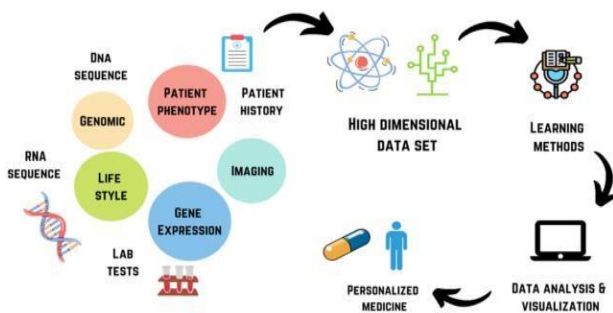 DNA
SEQUENCE
PATIENT
PHENOTYPE
PATIENT
HISTORY
GENOMIC
RNA
SEQUENCE
LIFE
STYLE
IMAGING
GENE
EXPRESSION
LAB
TESTS
HIGH DIMENSIONAL
DATA SET
LEARNING
METHODS
DATA ANALYSIS &
VISUALIZATION
PERSONALIZED
MEDICINE